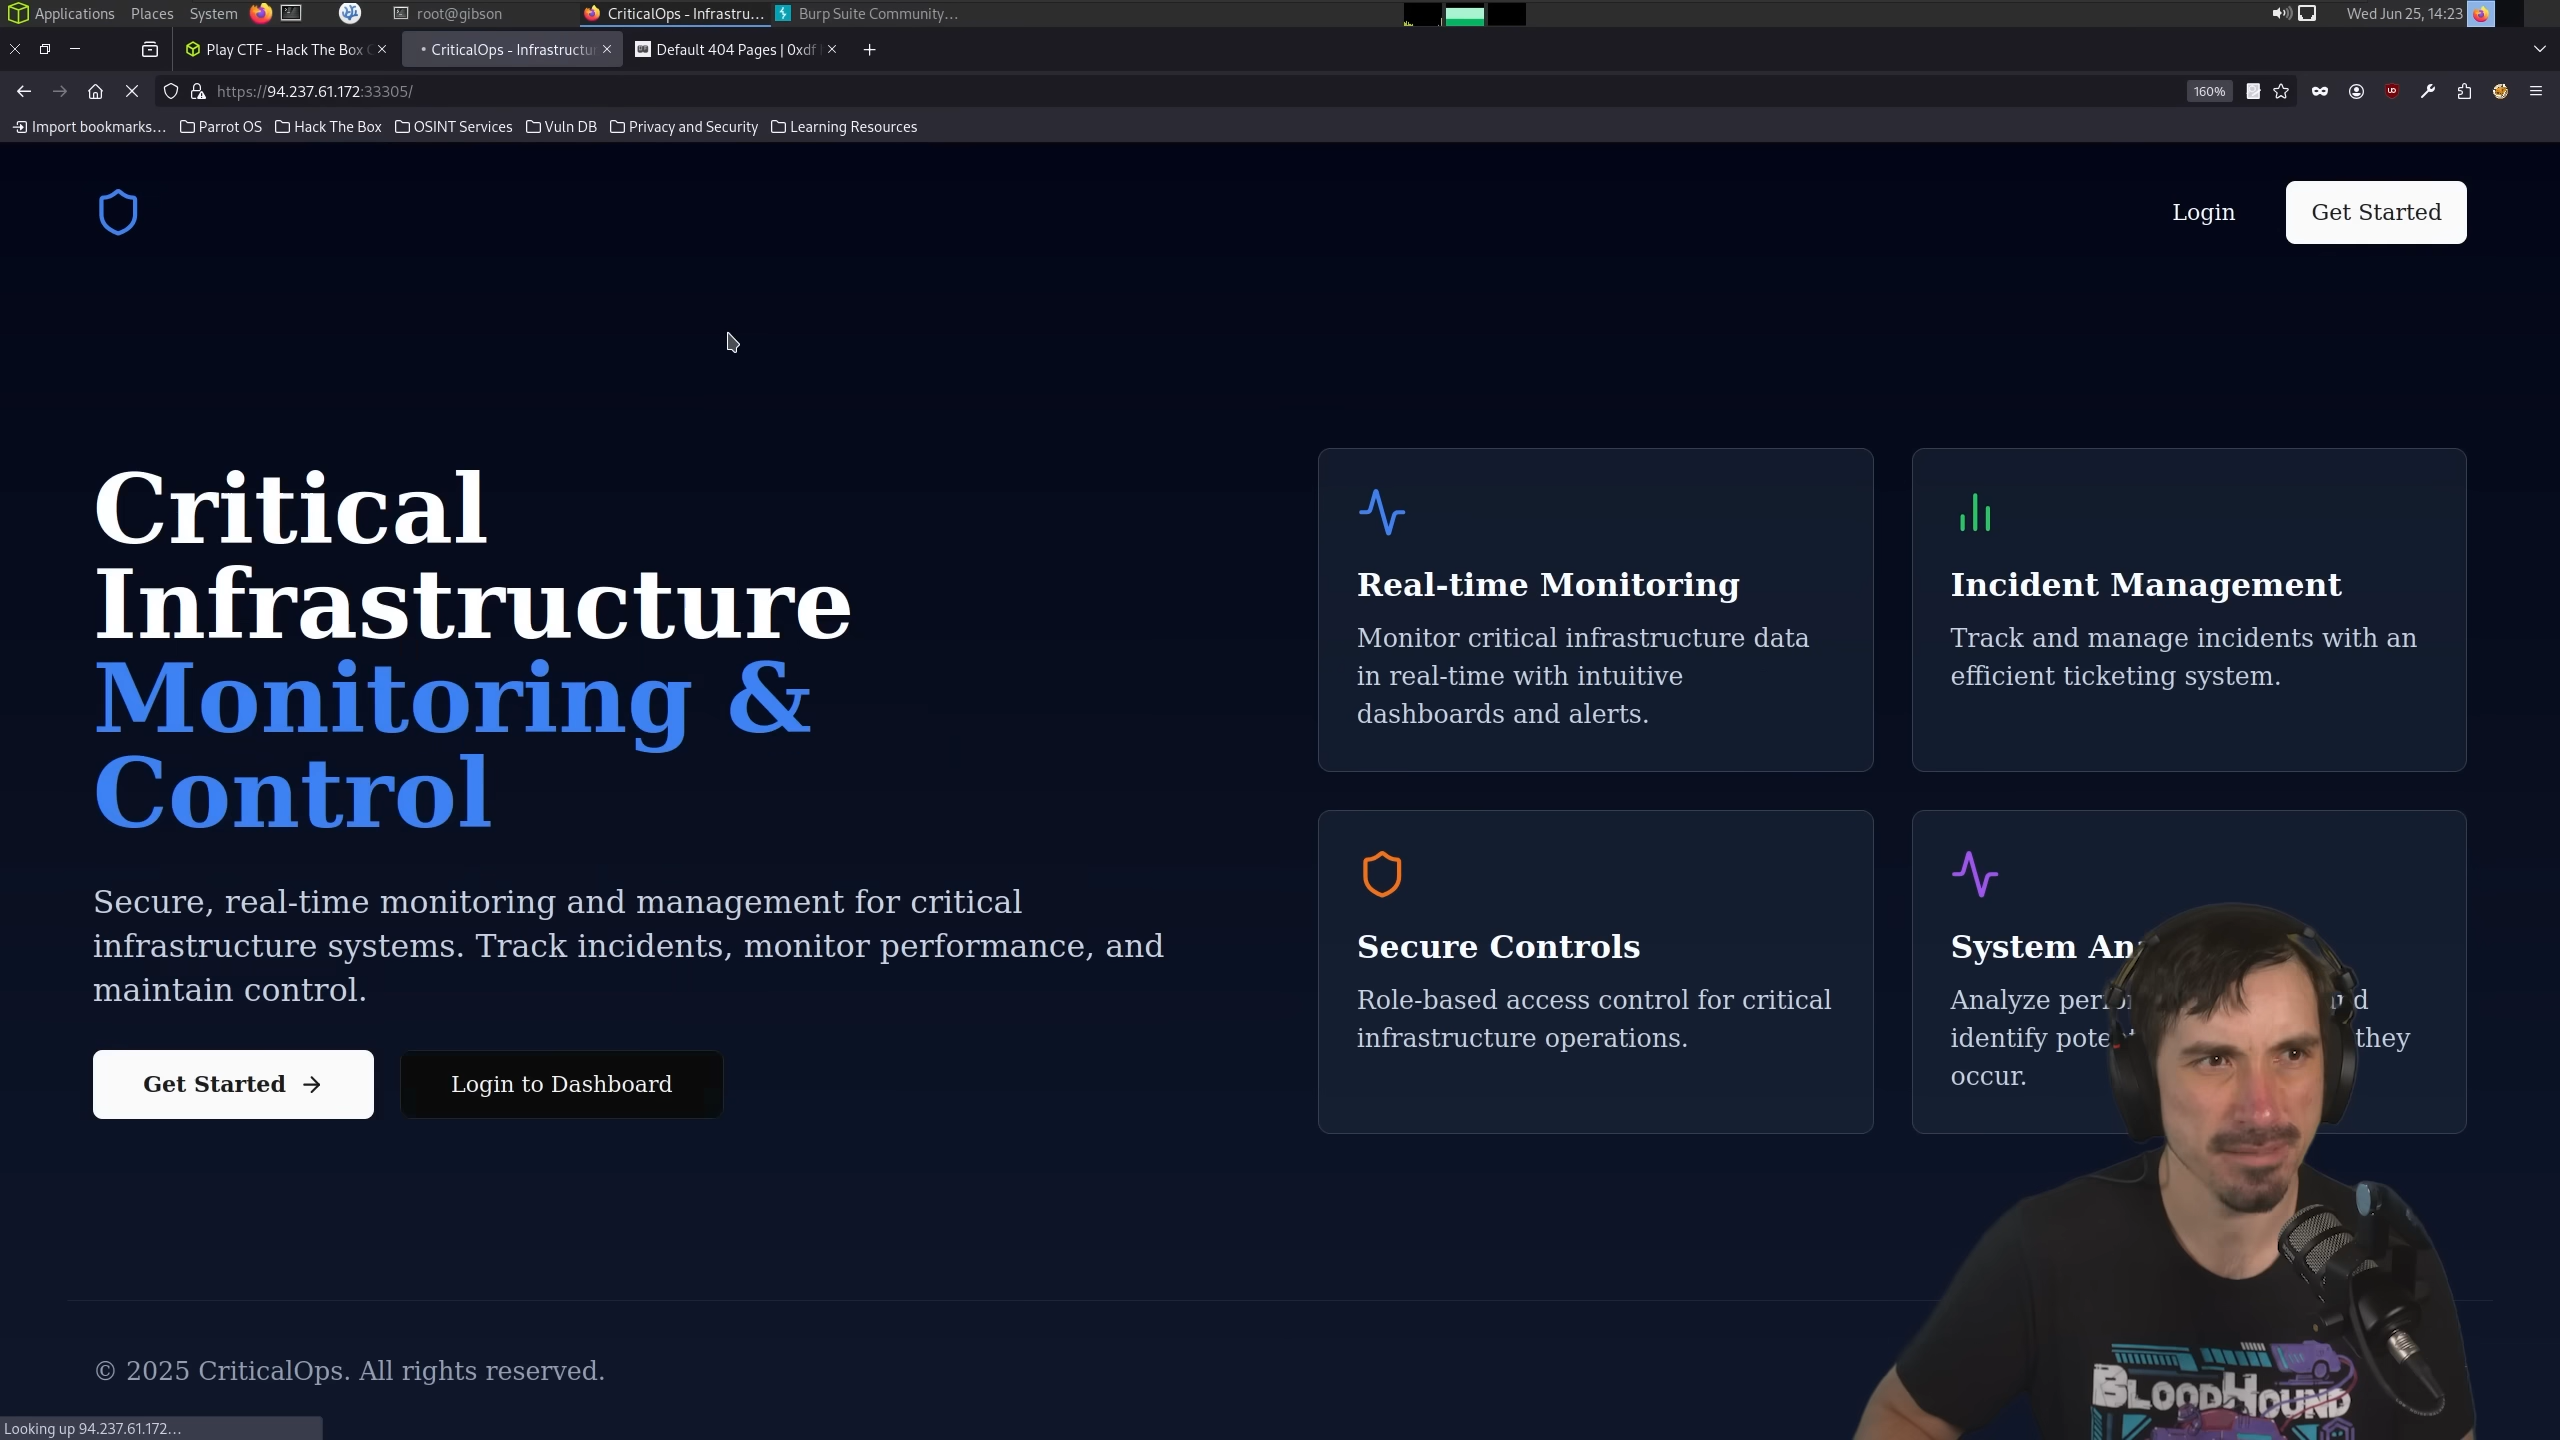 Applications Places System root@gibson CriticalOps - Infrastru... Burp Suite Community... Wed Jun 25, 14:23
Play CTF - Hack The Box CriticalOps - Infrastructur Default 404 Pages | 0xdf
https://94.237.61.172:33305/ 160%
Import bookmarks... Parrot OS Hack The Box OSINT Services Vuln DB Privacy and Security Learning Resources
Login Get Started
Critical
Infrastructure
Monitoring &
Control
Secure, real-time monitoring and management for critical
infrastructure systems. Track incidents, monitor performance, and
maintain control.
Get Started Login to Dashboard
Real-time Monitoring
Monitor critical infrastructure data
in real-time with intuitive
dashboards and alerts.
Incident Management
Track and manage incidents with an
efficient ticketing system.
Secure Controls
Role-based access control for critical
infrastructure operations.
System
Analyze
identify they
occur.
© 2025 CriticalOps. All rights reserved.
Looking up 94.237.61.172...
BLOODHOUND